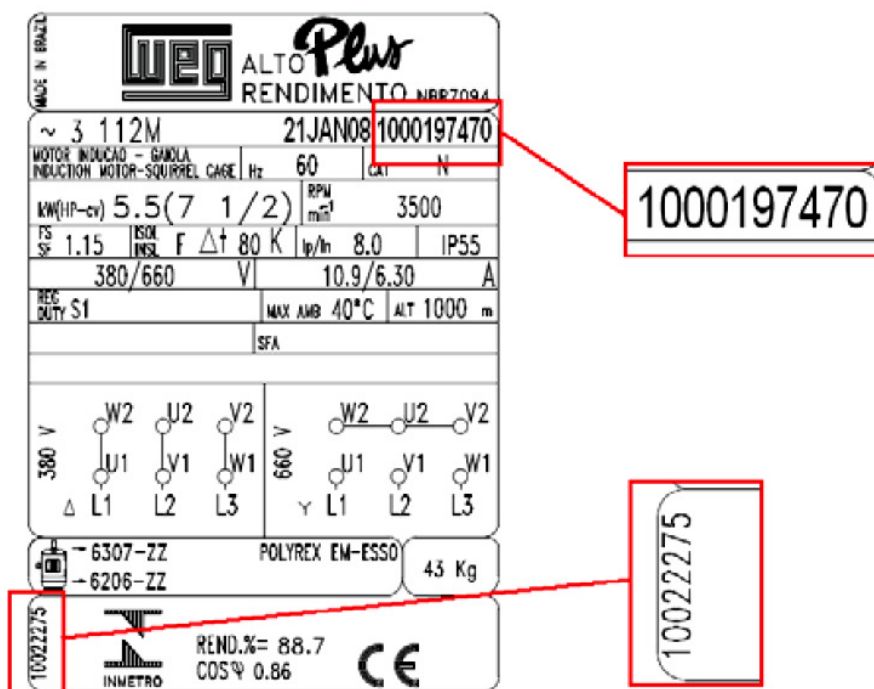 MADE IN BRAZIL
WEG
ALTO Plus
RENDIMENTO NBR7094
~ 3 112M 21JAN08 1000197470
MOTOR INDUCAO - GAIOLA
INDUCTION MOTOR-SQUIRREL CAGE Hz 60 CAT N
kW(HP-cv) 5.5(7 1/2) RPM min-1 3500
FS SF 1.15 ISOL INSL F Δt 80 K Ip/In 8.0 IP55
380/660 V 10.9/6.30 A
REG DUTY S1 MAX AMB 40°C ALT 1000 m
SFA
380 V
W2 U2 V2
U1 V1 W1
Δ L1 L2 L3
660 V
W2 U2 V2
U1 V1 W1
Y L1 L2 L3
6307-ZZ POLYREX EM-ESSO
6206-ZZ
43 Kg
10022275
INMETRO
REND.%= 88.7
COSφ 0.86
CE
1000197470
10022275